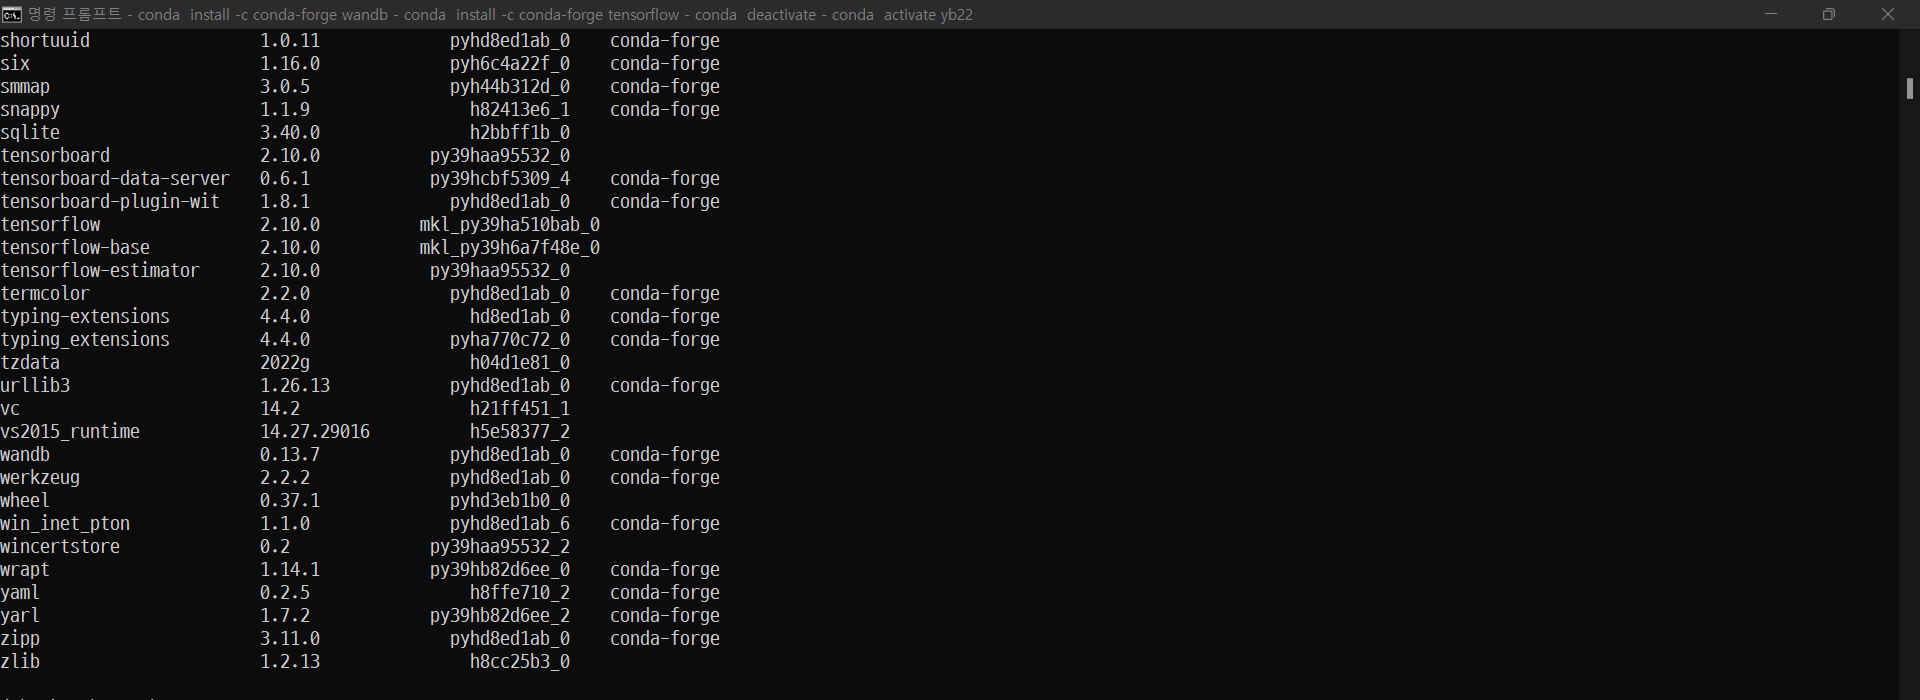 명령 프롬프트 - conda  install -c conda-forge wandb - conda  install -c conda-forge tensorflow - conda  deactivate - conda  activate yb22
shortuuid 1.0.11 pyhd8ed1ab_0 conda-forge
six 1.16.0 pyh6c4a22f_0 conda-forge
smmap 3.0.5 pyh44b312d_0 conda-forge
snappy 1.1.9 h82413e6_1 conda-forge
sqlite 3.40.0 h2bbff1b_0
tensorboard 2.10.0 py39haa95532_0
tensorboard-data-server 0.6.1 py39hcbf5309_4 conda-forge
tensorboard-plugin-wit 1.8.1 pyhd8ed1ab_0 conda-forge
tensorflow 2.10.0 mkl_py39ha510bab_0
tensorflow-base 2.10.0 mkl_py39h6a7f48e_0
tensorflow-estimator 2.10.0 py39haa95532_0
termcolor 2.2.0 pyhd8ed1ab_0 conda-forge
typing-extensions 4.4.0 hd8ed1ab_0 conda-forge
typing_extensions 4.4.0 pyha770c72_0 conda-forge
tzdata 2022g h04d1e81_0
urllib3 1.26.13 pyhd8ed1ab_0 conda-forge
vc 14.2 h21ff451_1
vs2015_runtime 14.27.29016 h5e58377_2
wandb 0.13.7 pyhd8ed1ab_0 conda-forge
werkzeug 2.2.2 pyhd8ed1ab_0 conda-forge
wheel 0.37.1 pyhd3eb1b0_0
win_inet_pton 1.1.0 pyhd8ed1ab_6 conda-forge
wincertstore 0.2 py39haa95532_2
wrapt 1.14.1 py39hb82d6ee_0 conda-forge
yaml 0.2.5 h8ffe710_2 conda-forge
yarl 1.7.2 py39hb82d6ee_2 conda-forge
zipp 3.11.0 pyhd8ed1ab_0 conda-forge
zlib 1.2.13 h8cc25b3_0